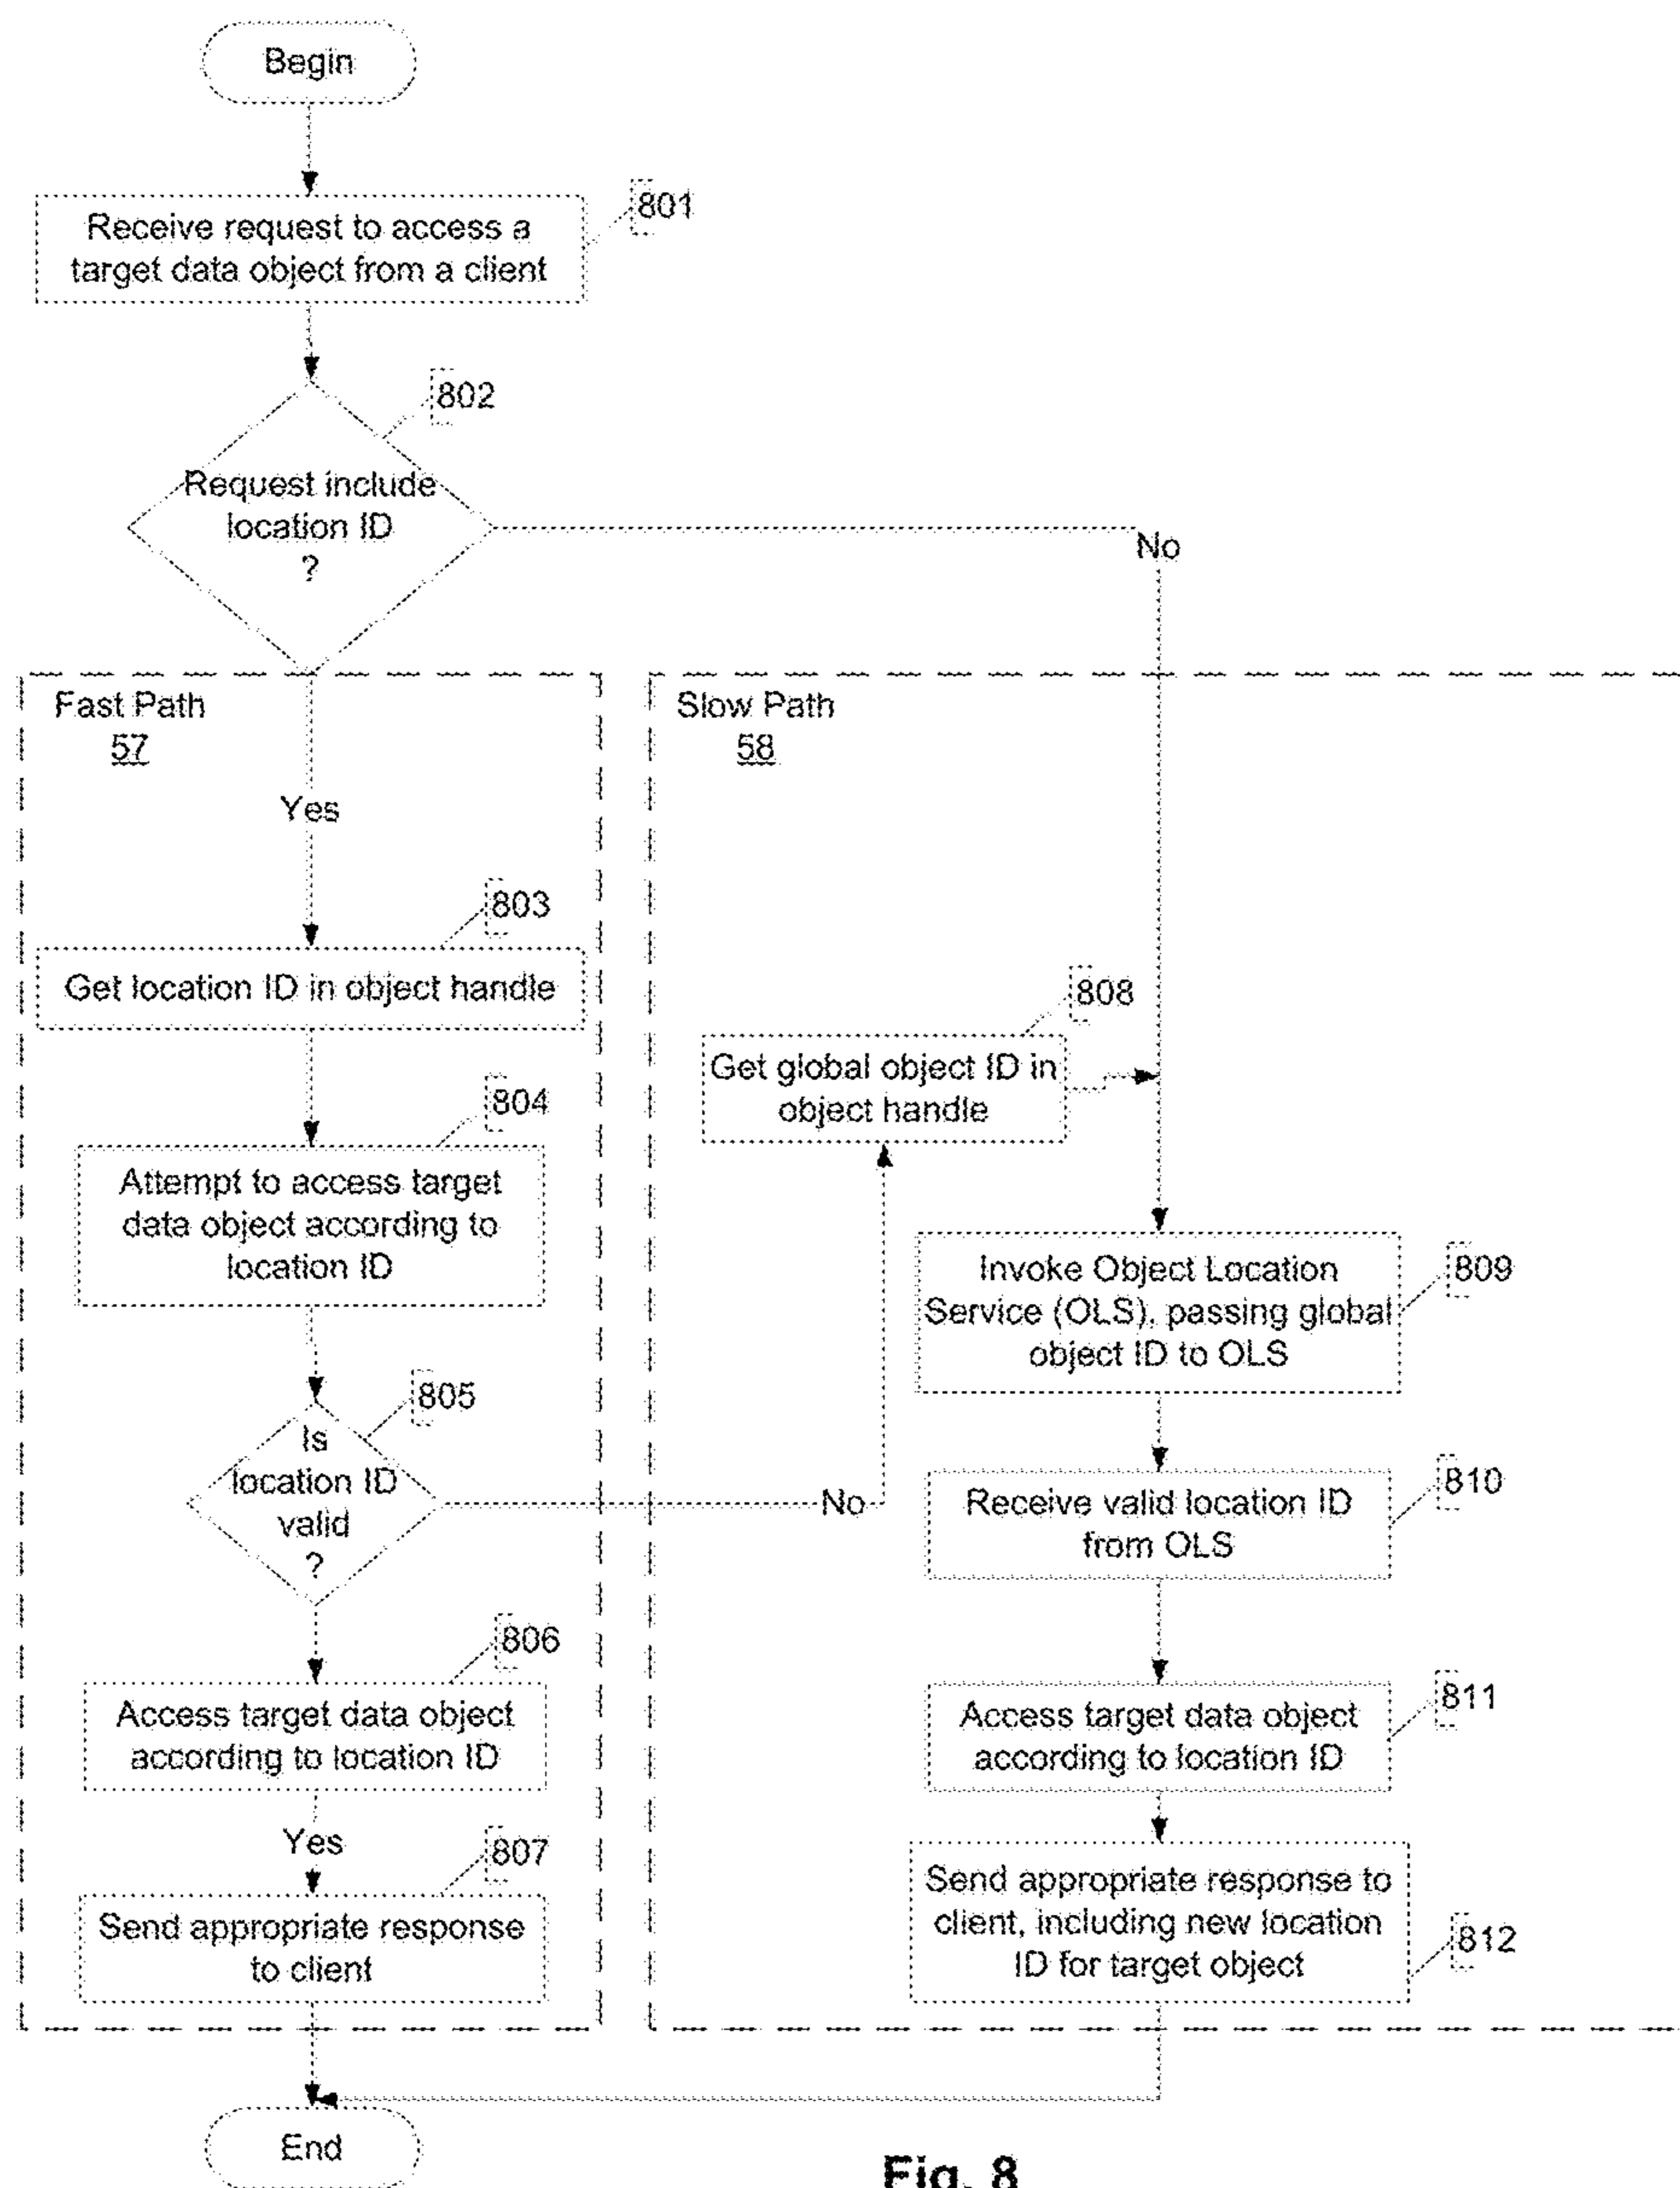 Begin
801
Receive request to access a
target data object from a client
802
Request include
location ID
?
No
Fast Path
57
Slow Path
58
Yes
803
Get location ID in object handle
808
Get global object ID in
object handle
804
Attempt to access target
data object according to
location ID
809
Invoke Object Location
Service (OLS), passing global
object ID to OLS
805
Is
location ID
valid
?
No
810
Receive valid location ID
from OLS
806
Access target data object
according to location ID
811
Access target data object
according to location ID
Yes
807
Send appropriate response
to client
Send appropriate response to
client, including new location
ID for target object
812
End
Fig. 8